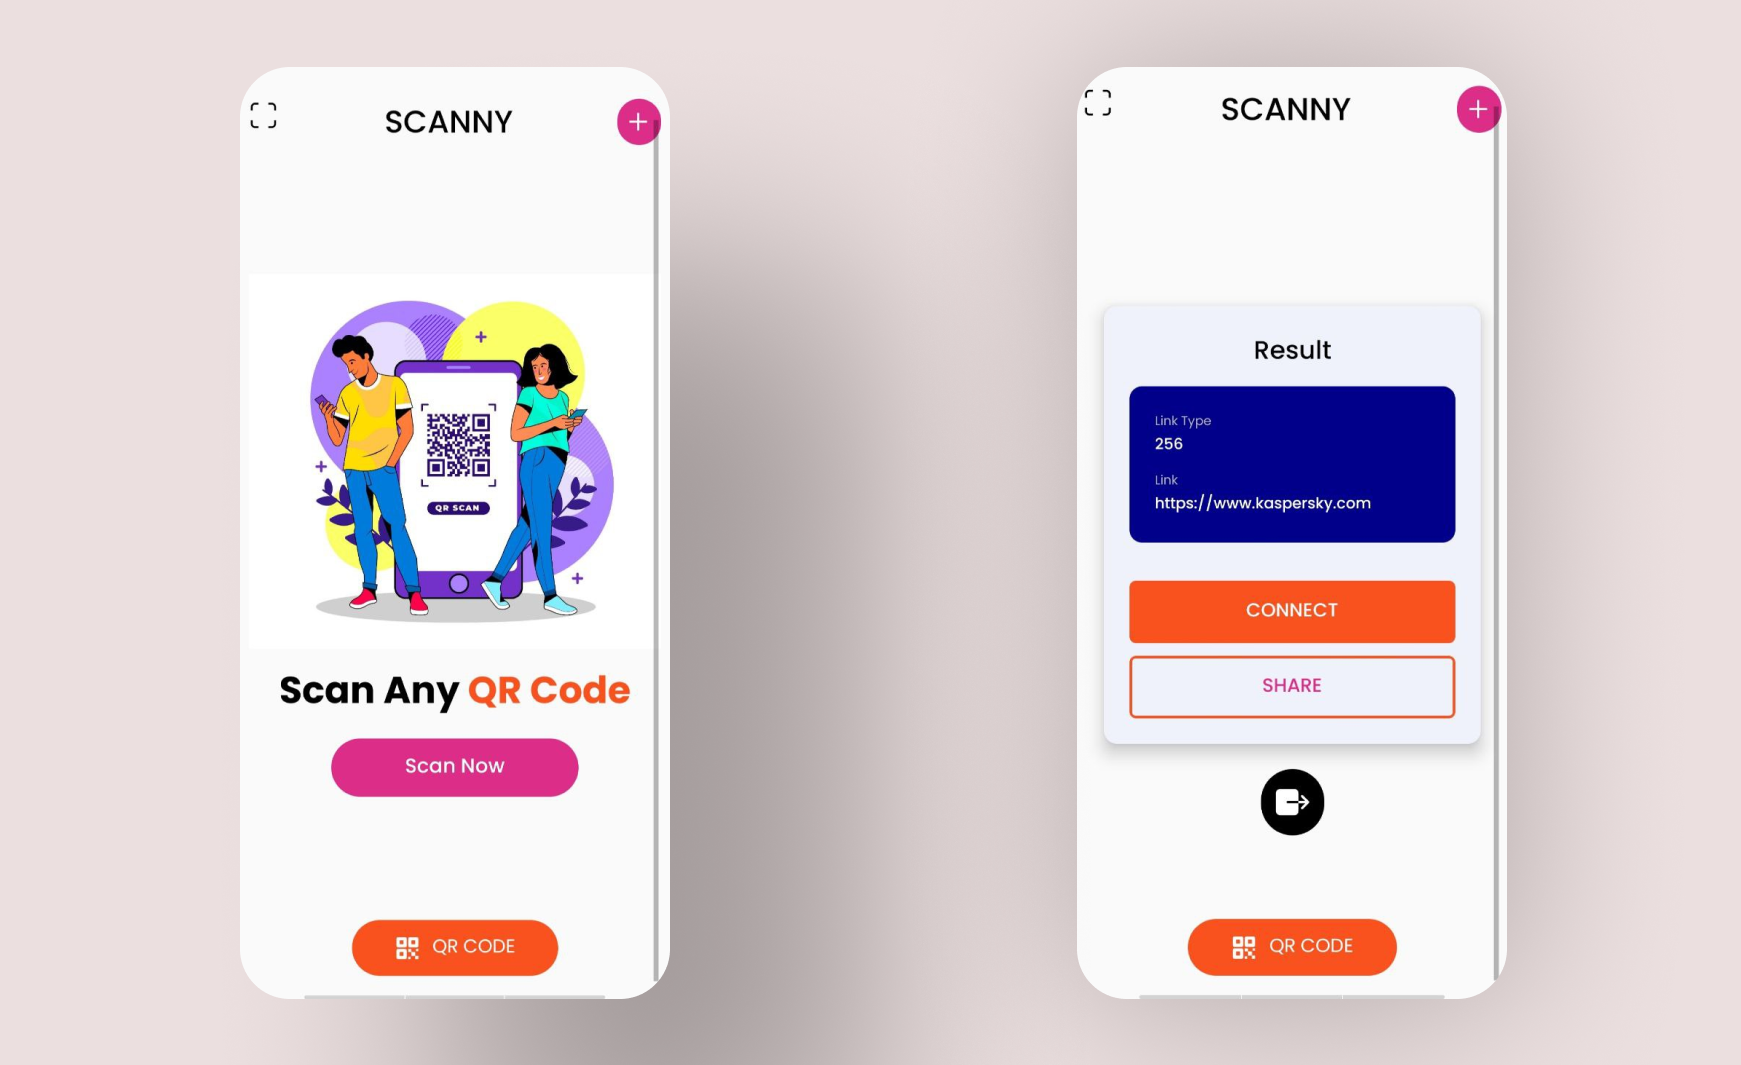 SCANNY
QR SCAN
Scan Any QR Code
Scan Now
QR CODE
SCANNY
Result
Link Type
256
Link
https://www.kaspersky.com
CONNECT
SHARE
QR CODE